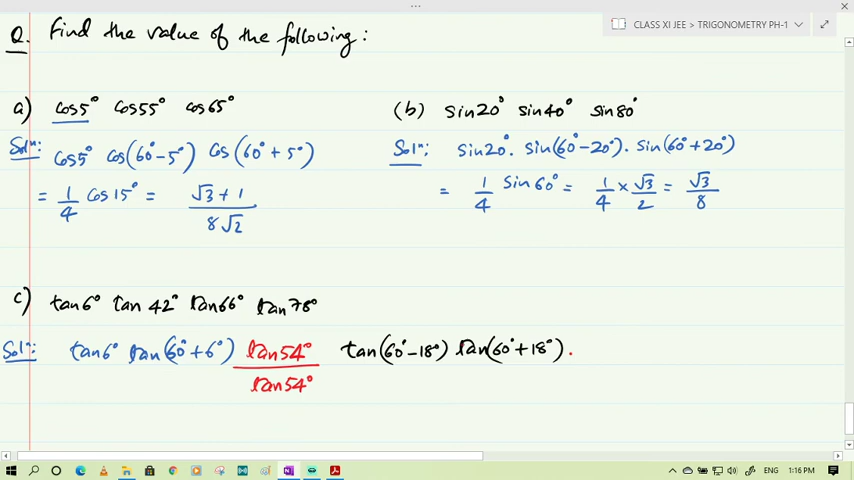 CLASS XI JEE > TRIGONOMETRY PH-1
Q. Find the value of the following:
a) cos5° cos55° cos65°
Solⁿ: cos5° cos(60°-5°) cos(60°+5°)
= 1/4 cos15° = √3+1/8√2
(b) sin20° sin40° sin80°
Solⁿ: sin20°. sin(60°-20°). sin(60°+20°)
= 1/4 sin60° = 1/4 × √3/2 = √3/8
c) tan6° tan42° tan66° tan78°
Solⁿ: tan6° tan(60°+6°) tan54°/tan54° tan(60°-18°) tan(60°+18°).
ENG 1:16 PM